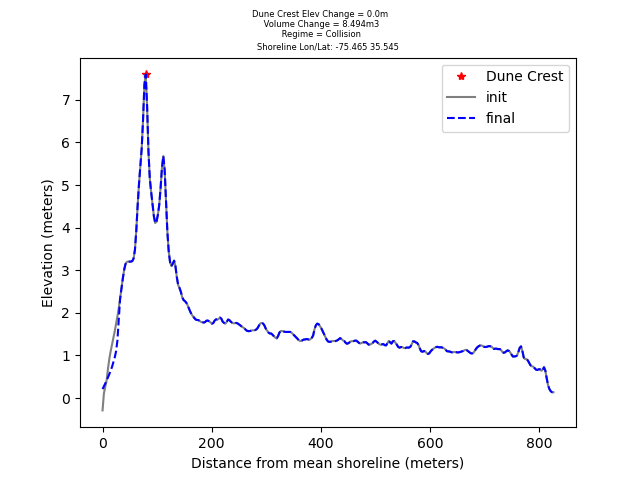 Dune Crest Elev Change = 0.0m
Volume Change = 8.494m3
Regime = Collision
Shoreline Lon/Lat: -75.465 35.545
Dune Crest
init
final
7
6
5
4
3
2
1
0
Elevation (meters)
0 200 400 600 800
Distance from mean shoreline (meters)